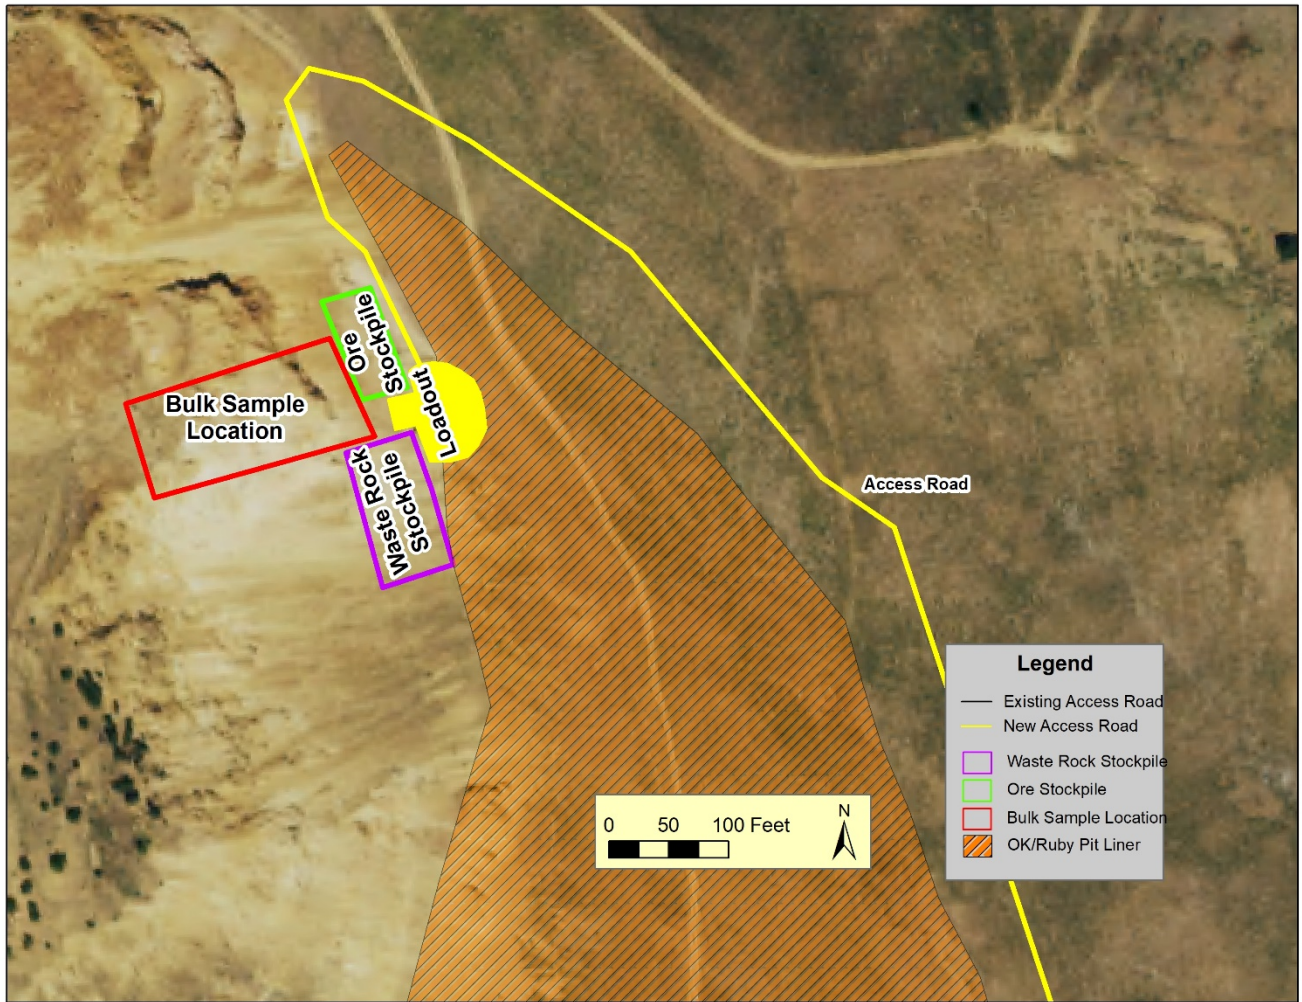 Ore
Stockpile
Loadout
Bulk Sample
Location
Waste Rock
Stockpile
Access Road
Legend
Existing Access Road
New Access Road
Waste Rock Stockpile
Ore Stockpile
Bulk Sample Location
OK/Ruby Pit Liner
N
0 50 100 Feet